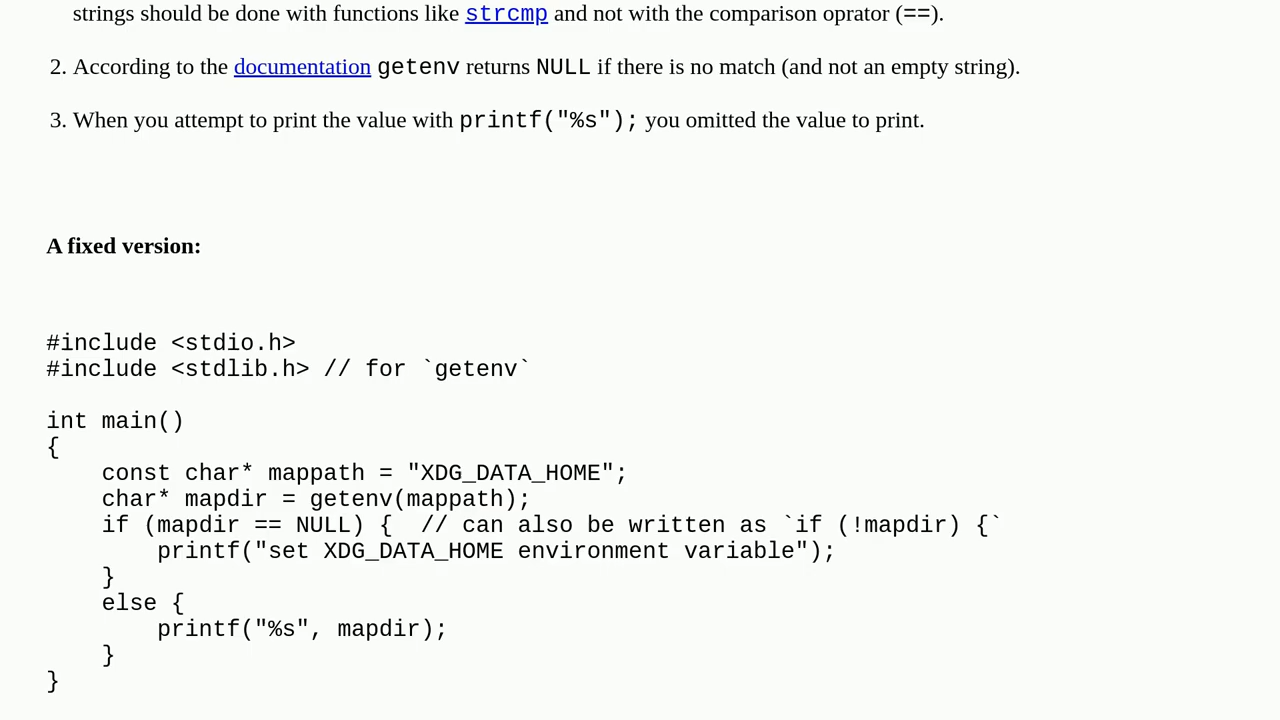 strings should be done with functions like strcmp and not with the comparison oprator (==).
2. According to the documentation getenv returns NULL if there is no match (and not an empty string).
3. When you attempt to print the value with printf("%s"); you omitted the value to print.
A fixed version:
#include <stdio.h>
#include <stdlib.h> // for `getenv`
int main()
{
    const char* mappath = "XDG_DATA_HOME";
    char* mapdir = getenv(mappath);
    if (mapdir == NULL) {  // can also be written as `if (!mapdir) {`
        printf("set XDG_DATA_HOME environment variable");
    }
    else {
        printf("%s", mapdir);
    }
}